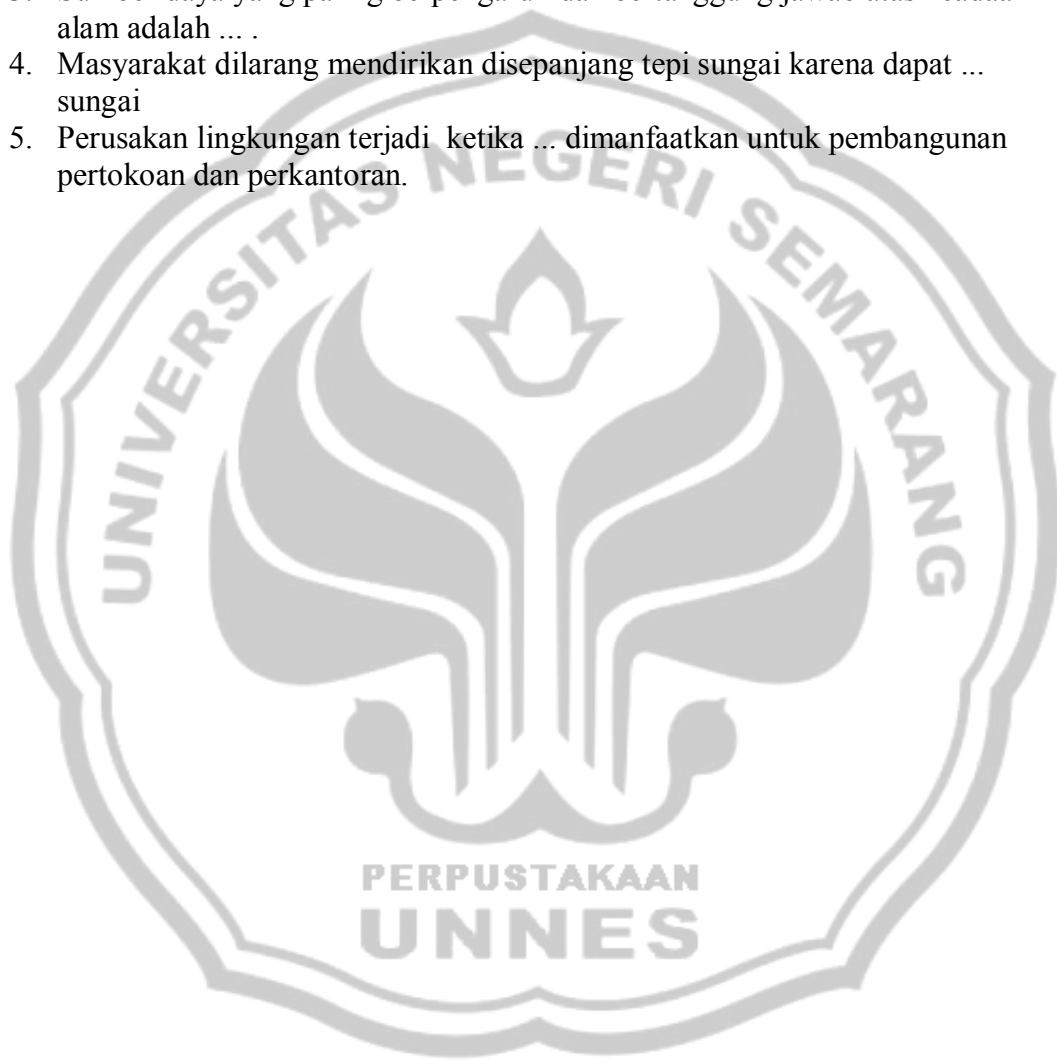 alam adalah ... .
4. Masyarakat dilarang mendirikan disepanjang tepi sungai karena dapat ...
sungai
5. Perusakan lingkungan terjadi ketika ... dimanfaatkan untuk pembangunan
pertokoan dan perkantoran.
UNIVERSITAS NEGERI SEMARANG
PERPUSTAKAAN
UNNES